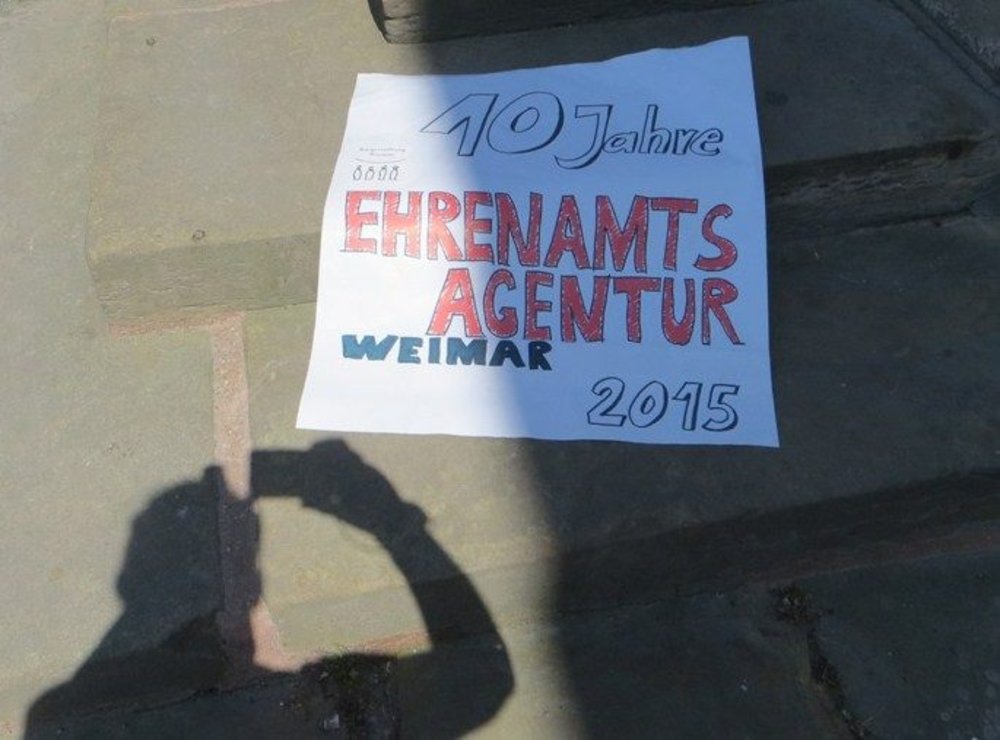 10 Jahre
EHRENAMTS
AGENTUR
WEIMAR
2015